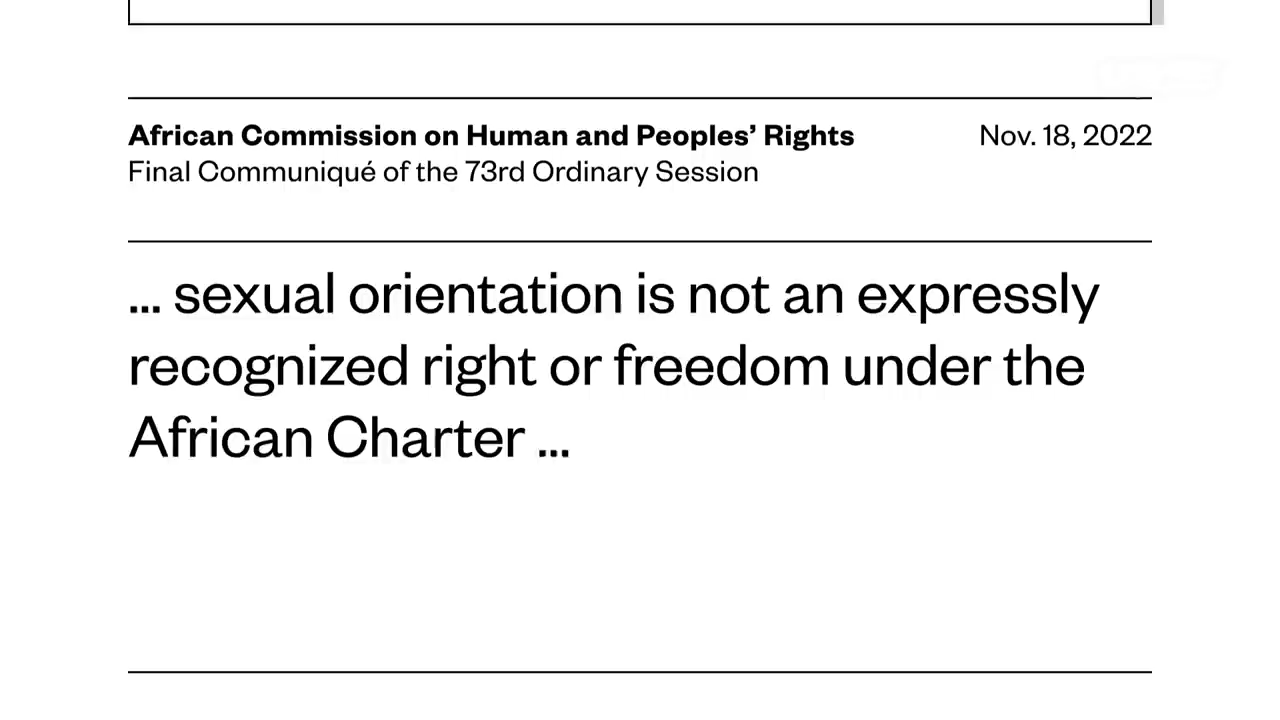 African Commission on Human and Peoples’ Rights
Nov. 18, 2022
Final Communiqué of the 73rd Ordinary Session
... sexual orientation is not an expressly
recognized right or freedom under the
African Charter ...